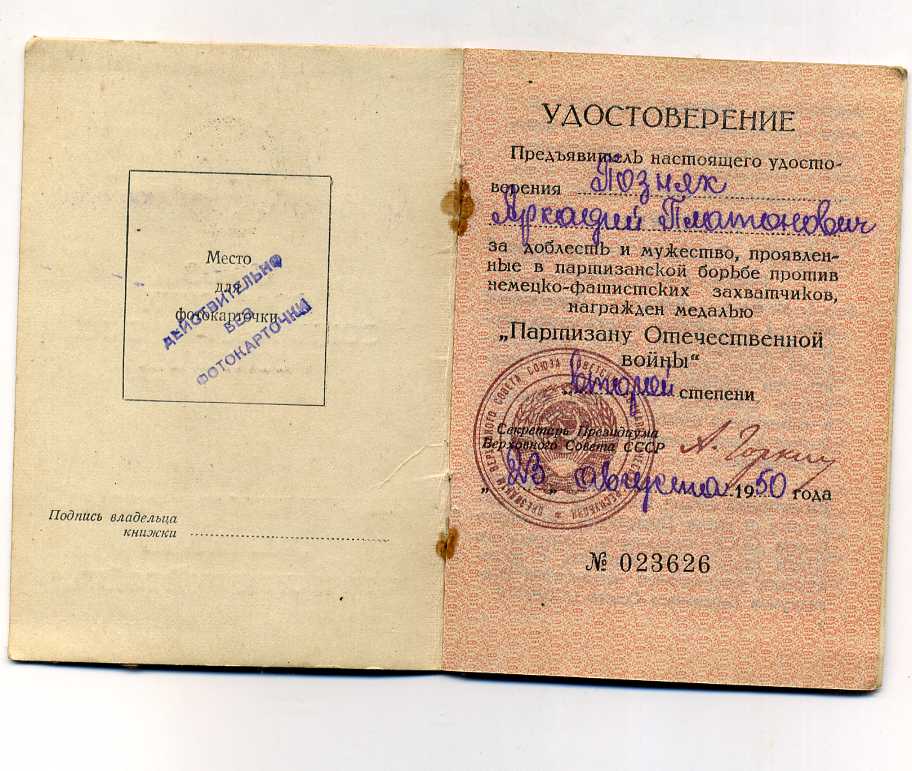 Место
для
фотокарточки
ДЕЙСТВИТЕЛЬНО
БЕЗ
ФОТОКАРТОЧКИ
Подпись владельца
книжки
УДОСТОВЕРЕНИЕ
Предъявитель настоящего удосто-
верения Позняк
Аркадий Платонович
за доблесть и мужество, проявлен-
ные в партизанской борьбе против
немецко-фашистских захватчиков,
награжден медалью
„Партизану Отечественной
войны“
второй степени
Секретарь Президиума
Верховного Совета СССР А. Горкин
„23„ августа 1950 года
№ 023626